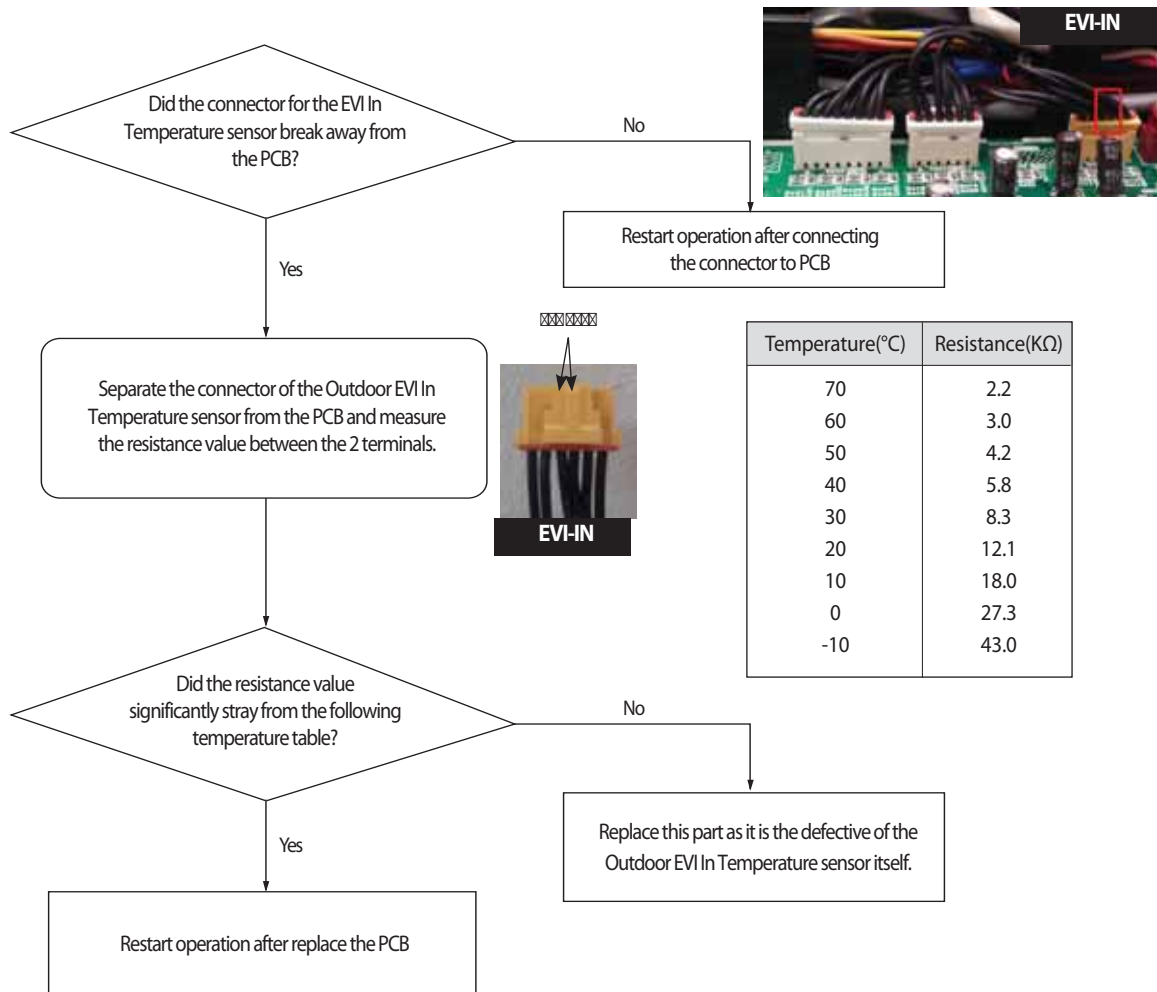 EVI-IN
Did the connector for the EVI In
Temperature sensor break away from
the PCB?
No
Restart operation after connecting
the connector to PCB
Yes
Separate the connector of the Outdoor EVI In
Temperature sensor from the PCB and measure
the resistance value between the 2 terminals.
EVI-IN
Temperature(°C) Resistance(KΩ)
70 2.2
60 3.0
50 4.2
40 5.8
30 8.3
20 12.1
10 18.0
0 27.3
-10 43.0
Did the resistance value
significantly stray from the following
temperature table?
No
Replace this part as it is the defective of the
Outdoor EVI In Temperature sensor itself.
Yes
Restart operation after replace the PCB